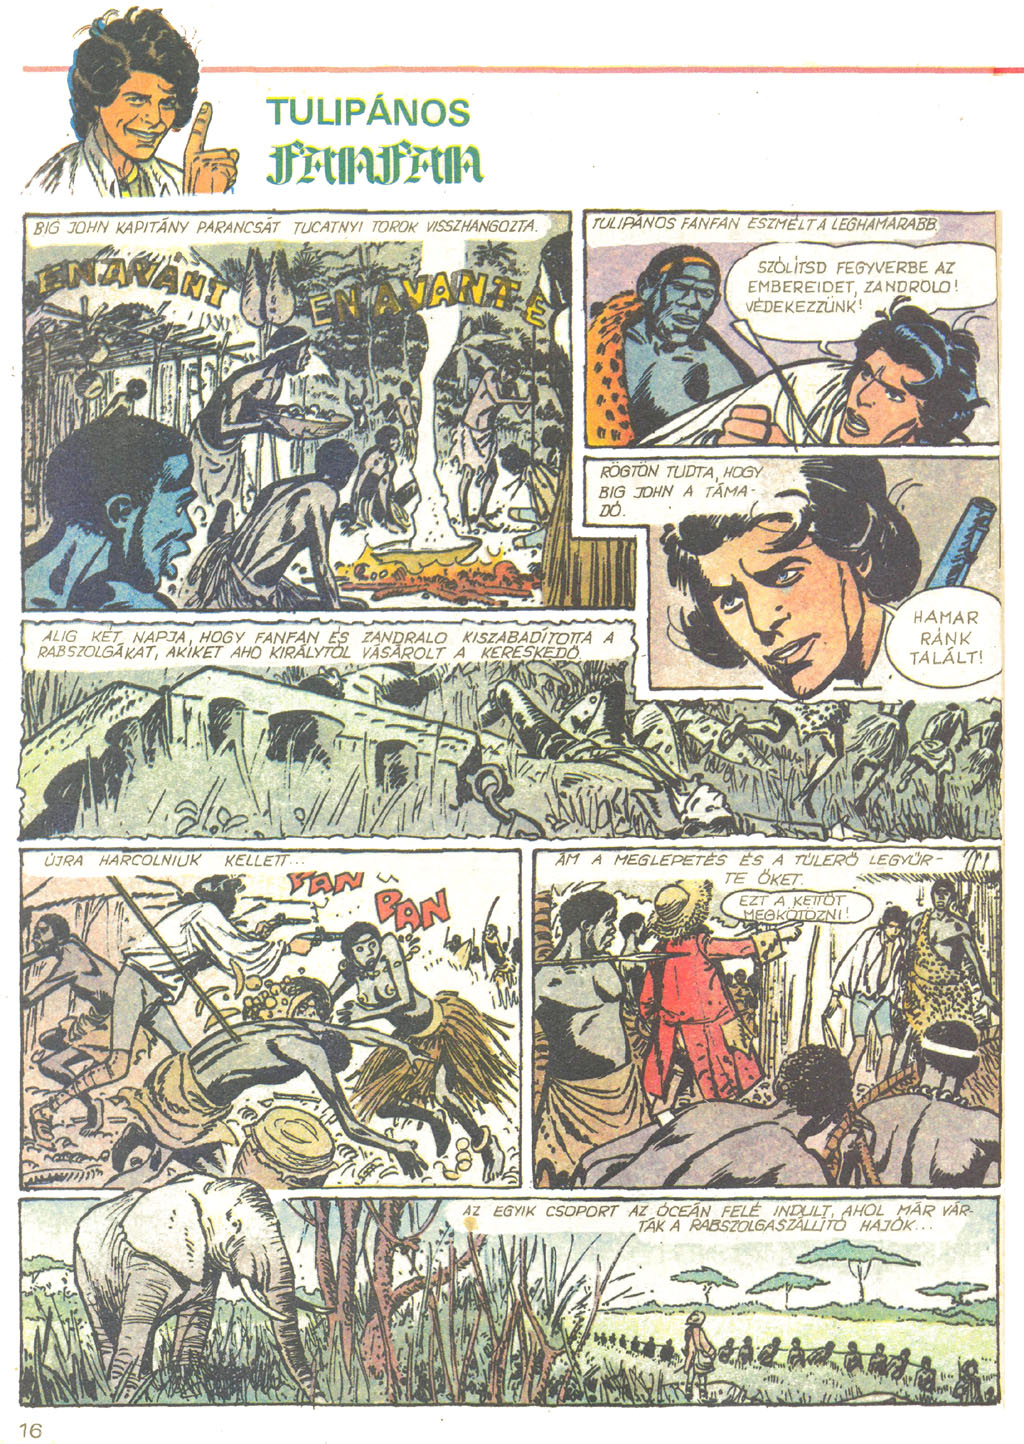 TULIPÁNOS
FANFAN
BIG JOHN KAPITÁNY PARANCSÁT TUCATNYI TOROK VISSZHANGOZTA.
EN AVANT
EN AVANT E
TULIPÁNOS FANFAN ESZMÉLT A LEGHAMARABB.
SZÓLÍTSD FEGYVERBE AZ
EMBEREIDET, ZANDROLO!
VÉDEKEZZÜNK!
RÖGTÖN TUDTA, HOGY
BIG JOHN A TÁMA-
DÓ.
HAMAR
RÁNK
TALÁLT!
ALIG KÉT NAPJA, HOGY FANFAN ÉS ZANDRALO KISZABADÍTOTTA A
RABSZOLGÁKAT, AKIKET AHO KIRÁLYTÓL VÁSÁROLT A KERESKEDŐ.
ÚJRA HARCOLNIUK KELLETT...
PAN
PAN
ÁM A MEGLEPETÉS ÉS A TÚLERŐ LEGYŰR-
TE ŐKET.
EZT A KETTŐT
MEGKÖTÖZNI!
AZ EGYIK CSOPORT AZ ÓCEÁN FELÉ INDULT, AHOL MÁR VÁR-
TÁK A RABSZOLGASZÁLLÍTÓ HAJÓK...
16